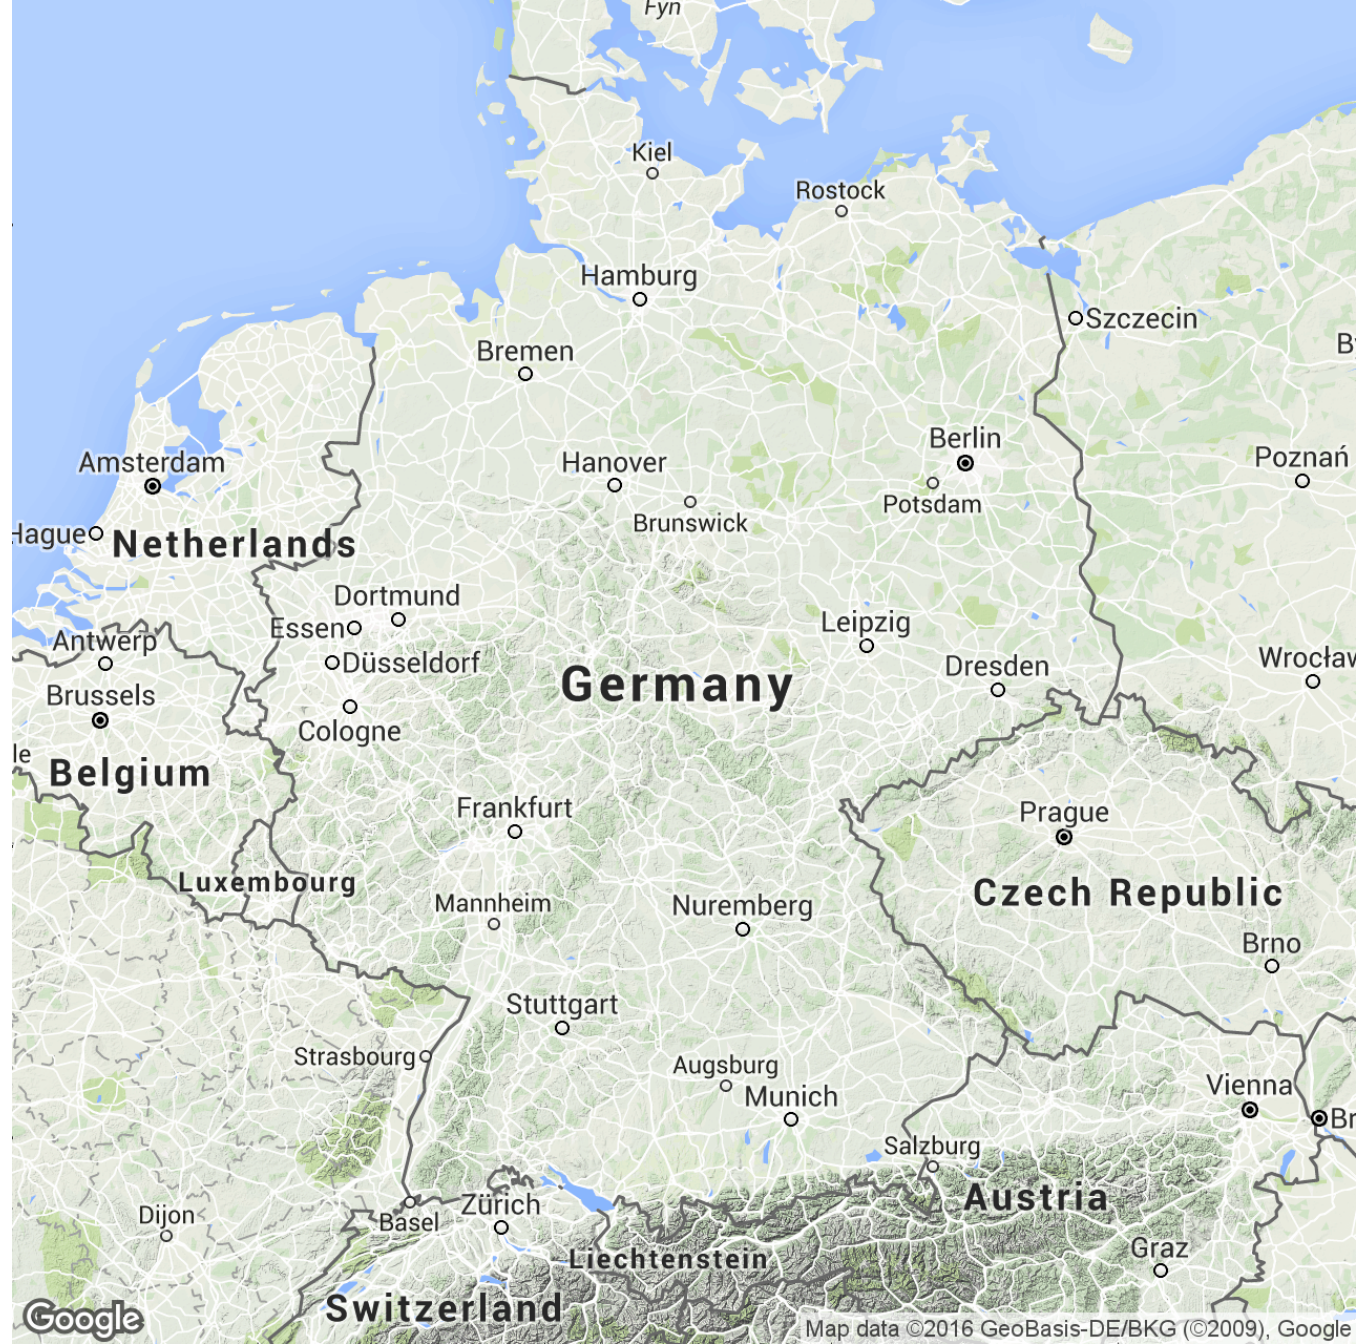 Fyn
Kiel
Rostock
Hamburg
Szczecin
Bremen
Berlin
Amsterdam
Hanover
Poznań
Potsdam
Brunswick
Hague
Netherlands
Dortmund
Essen
Leipzig
Antwerp
Düsseldorf
Germany
Dresden
Wrocław
Brussels
Cologne
le
Belgium
Frankfurt
Prague
Luxembourg
Czech Republic
Mannheim
Nuremberg
Brno
Stuttgart
Strasbourg
Augsburg
Munich
Vienna
Br
Salzburg
Austria
Zürich
Dijon
Basel
Liechtenstein
Graz
Switzerland
Google
Map data ©2016 GeoBasis-DE/BKG (©2009), Google